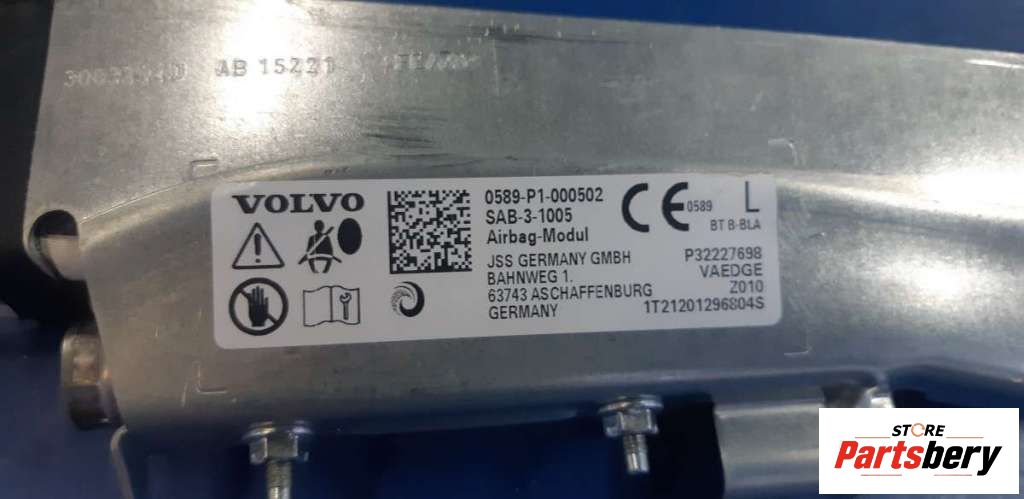 AB 15221
VOLVO
0589-P1-000502
SAB-3-1005
Airbag-Modul
JSS GERMANY GMBH
BAHNWEG 1.
63743 ASCHAFFENBURG
GERMANY
CE 0589
L
BT B-BLA
P32227698
VAEDGE
Z010
1T21201296804S
STORE
Partsbery